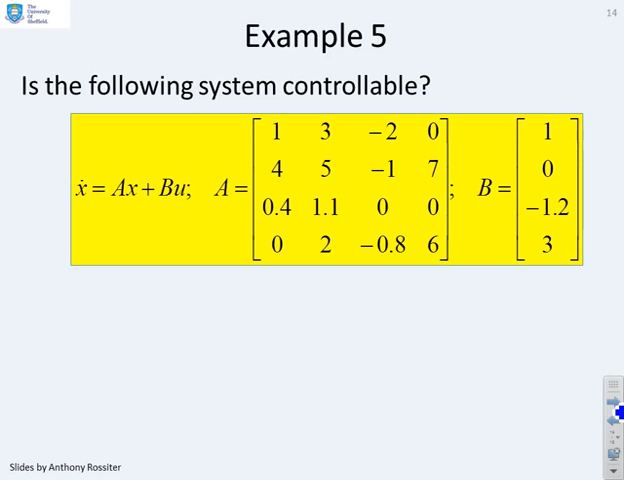 The
University
Of
Sheffield.
14
Example 5
Is the following system controllable?
ẋ = Ax + Bu; A = [1 3 −2 0; B = [1
4 5 −1 7 0
0.4 1.1 0 0 −1.2
0 2 −0.8 6] 3]
Slides by Anthony Rossiter